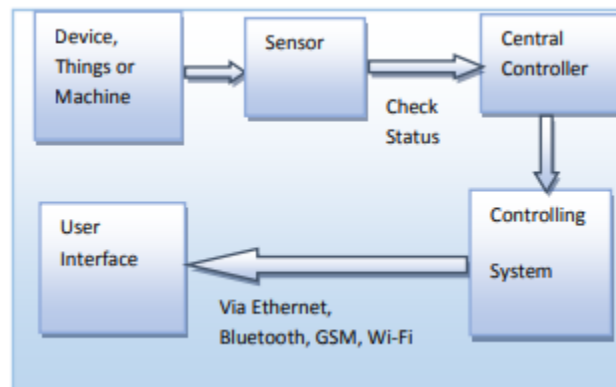 Device,
Things or
Machine
Sensor
Central
Controller
Check
Status
Controlling
System
User
Interface
Via Ethernet,
Bluetooth, GSM, Wi-Fi